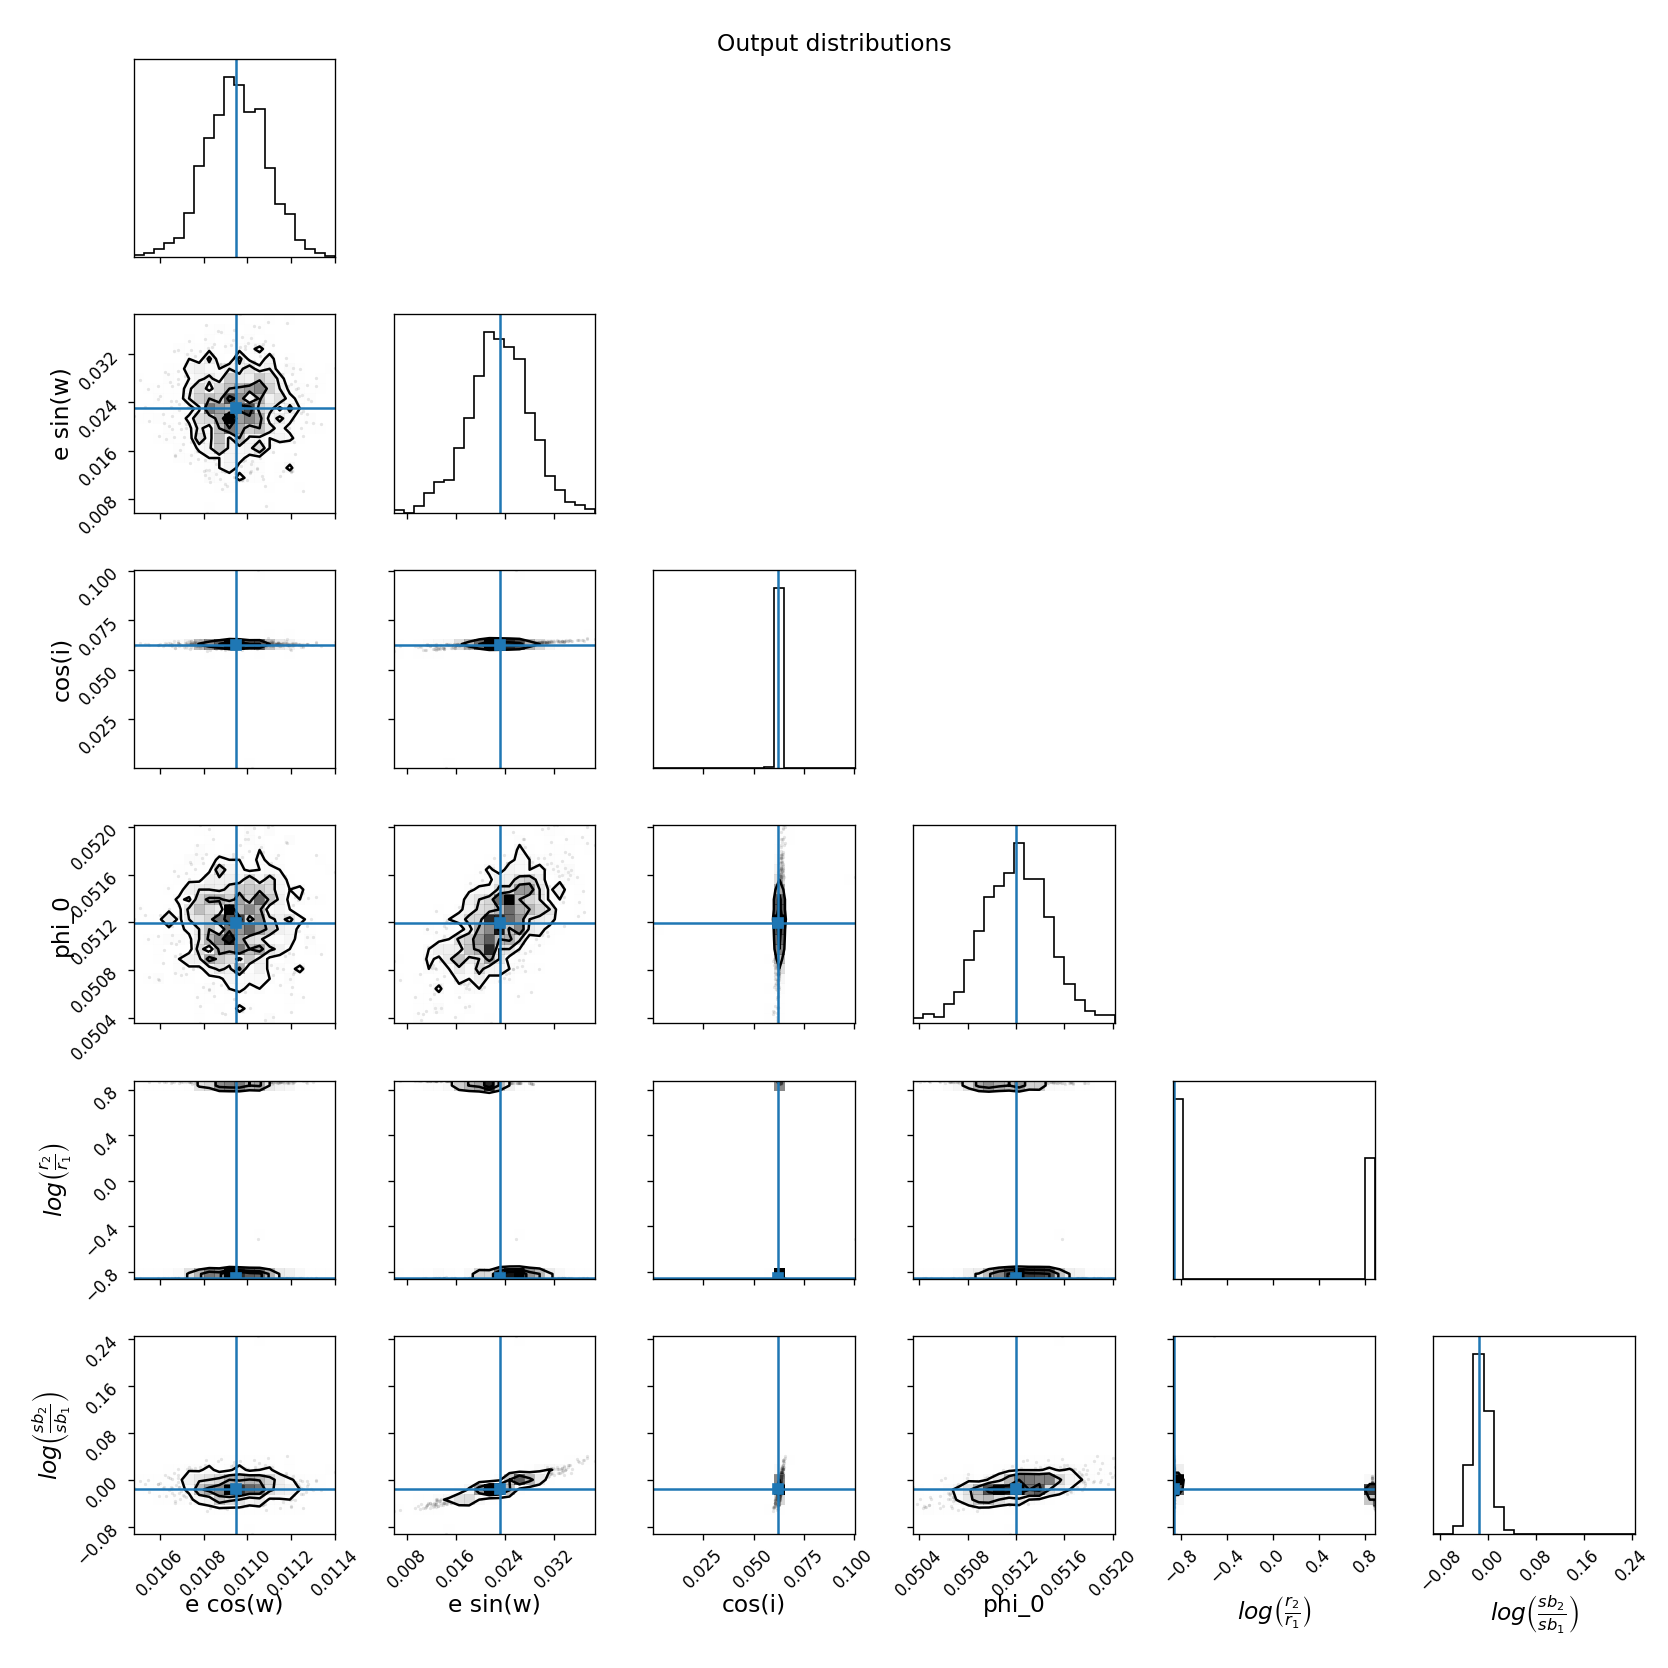 Output distributions
e sin(w)
0.032
0.024
0.016
0.008
cos(i)
0.100
0.075
0.050
0.025
phi_0
0.0520
0.0516
0.0512
0.0508
0.0504
log(r2/r1)
0.8
0.4
0.0
−0.4
−0.8
log(sb2/sb1)
0.24
0.16
0.08
0.00
−0.08
0.0106 0.0108 0.0110 0.0112 0.0114 0.008 0.016 0.024 0.032 0.025 0.050 0.075 0.100 0.0504 0.0508 0.0512 0.0516 0.0520 −0.8 −0.4 0.0 0.4 0.8 −0.08 0.00 0.08 0.16 0.24
e cos(w) e sin(w) cos(i) phi_0 log(r2/r1) log(sb2/sb1)